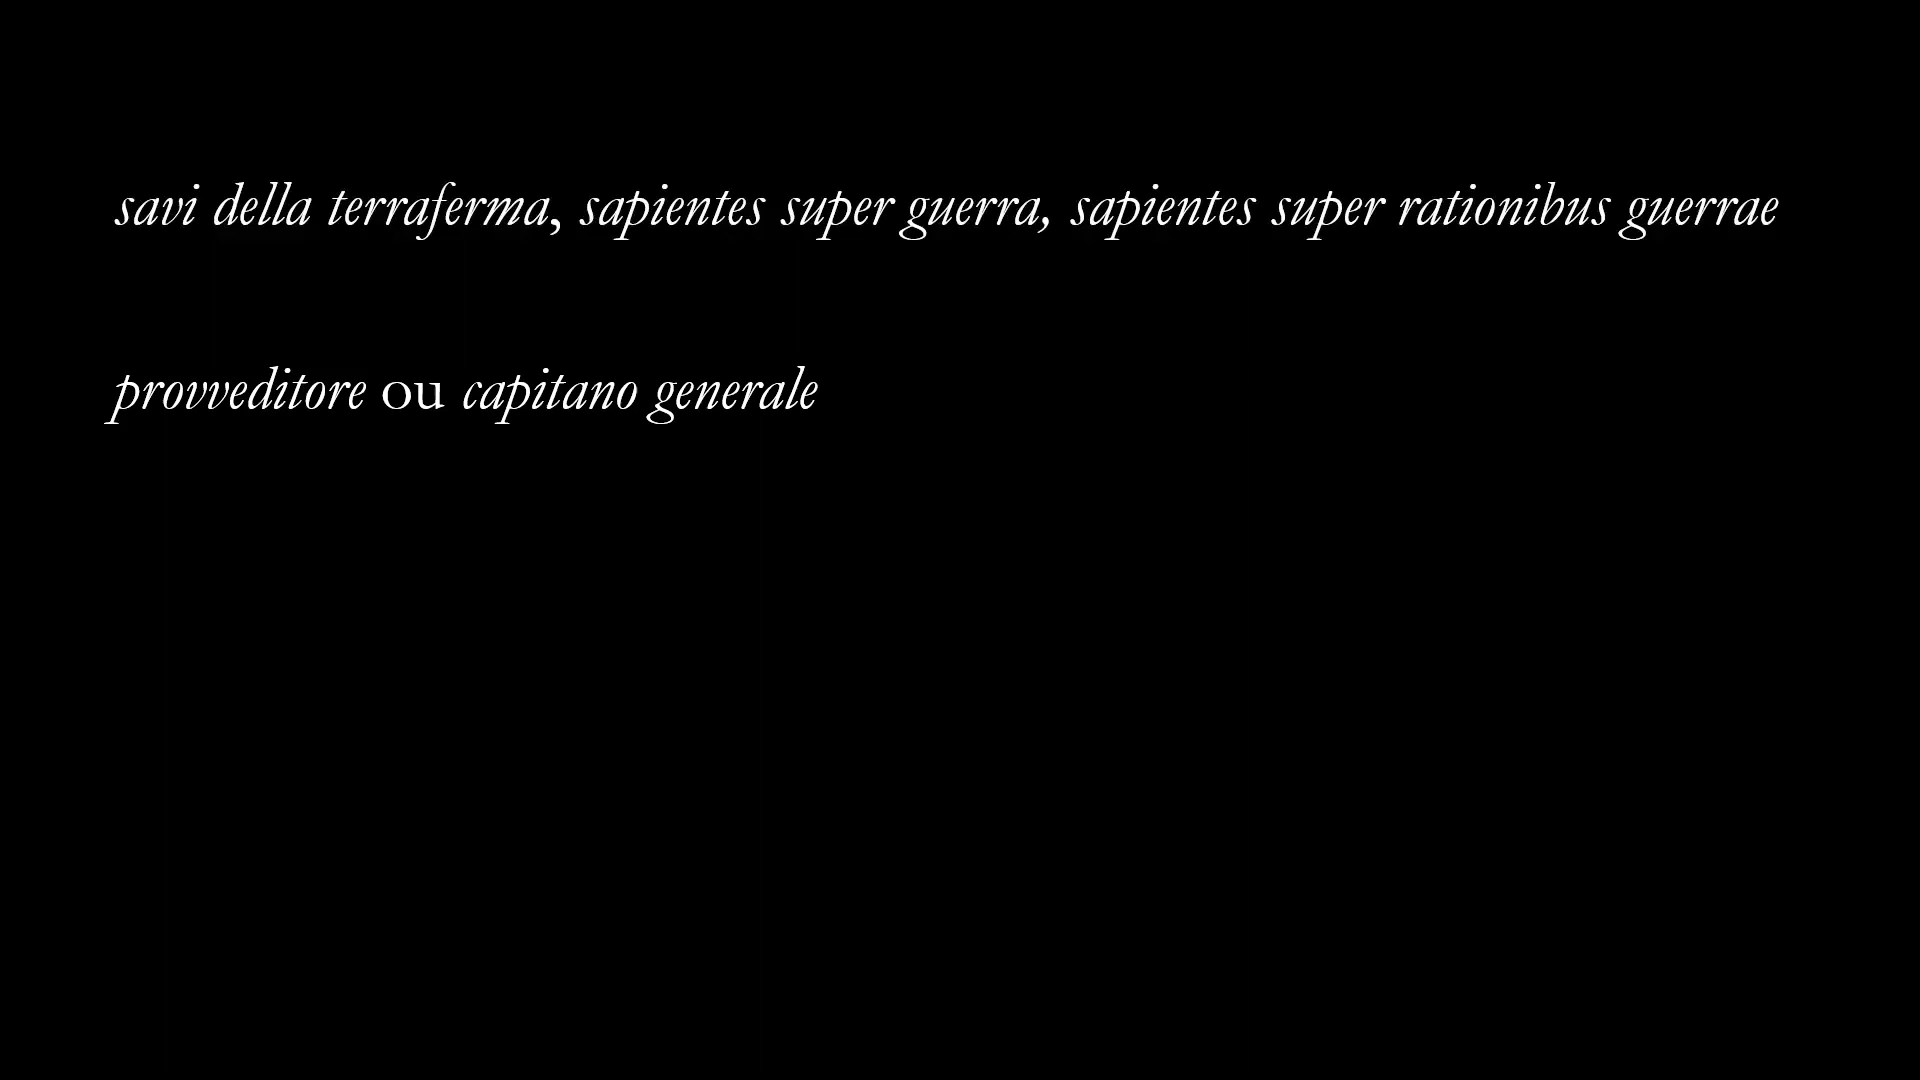 savi della terraferma, sapientes super guerra, sapientes super rationibus guerrae
provveditore ou capitano generale